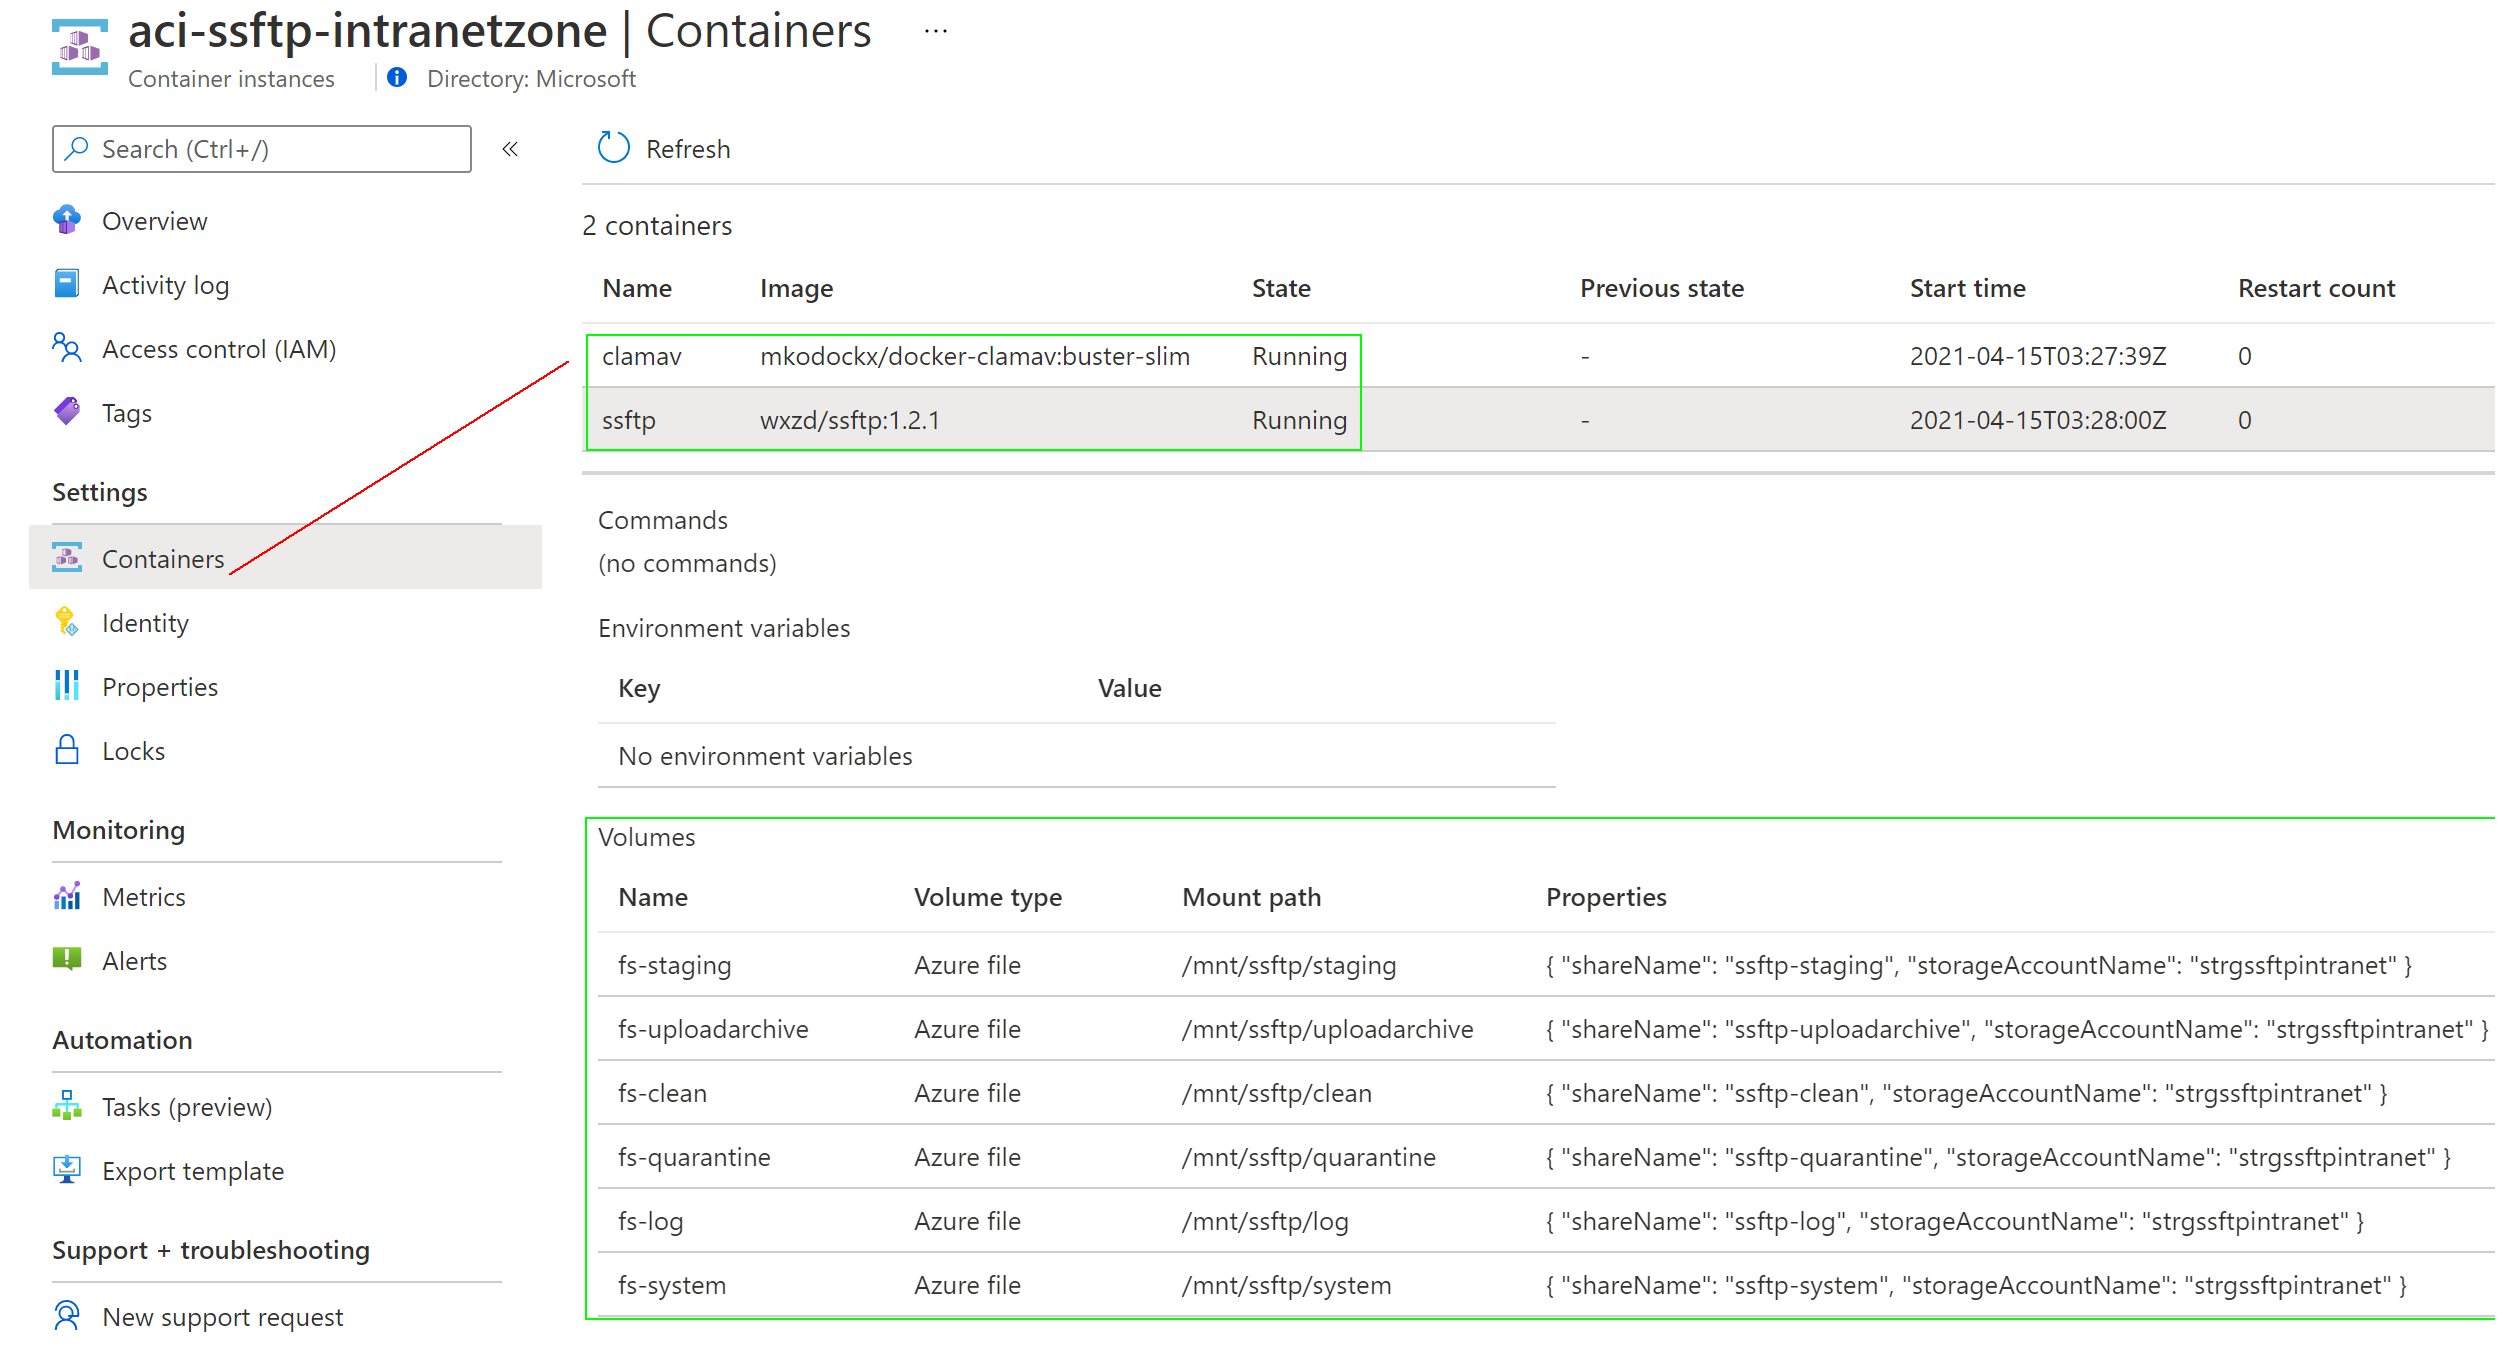 aci-ssftp-intranetzone | Containers ...
Container instances Directory: Microsoft
Search (Ctrl+/) «
Overview
Activity log
Access control (IAM)
Tags
Settings
Containers
Identity
Properties
Locks
Monitoring
Metrics
Alerts
Automation
Tasks (preview)
Export template
Support + troubleshooting
New support request
Refresh
2 containers
Name Image State Previous state Start time Restart count
clamav mkodockx/docker-clamav:buster-slim Running - 2021-04-15T03:27:39Z 0
ssftp wxzd/ssftp:1.2.1 Running - 2021-04-15T03:28:00Z 0
Commands
(no commands)
Environment variables
Key Value
No environment variables
Volumes
Name Volume type Mount path Properties
fs-staging Azure file /mnt/ssftp/staging { "shareName": "ssftp-staging", "storageAccountName": "strgssftpintranet" }
fs-uploadarchive Azure file /mnt/ssftp/uploadarchive { "shareName": "ssftp-uploadarchive", "storageAccountName": "strgssftpintranet" }
fs-clean Azure file /mnt/ssftp/clean { "shareName": "ssftp-clean", "storageAccountName": "strgssftpintranet" }
fs-quarantine Azure file /mnt/ssftp/quarantine { "shareName": "ssftp-quarantine", "storageAccountName": "strgssftpintranet" }
fs-log Azure file /mnt/ssftp/log { "shareName": "ssftp-log", "storageAccountName": "strgssftpintranet" }
fs-system Azure file /mnt/ssftp/system { "shareName": "ssftp-system", "storageAccountName": "strgssftpintranet" }